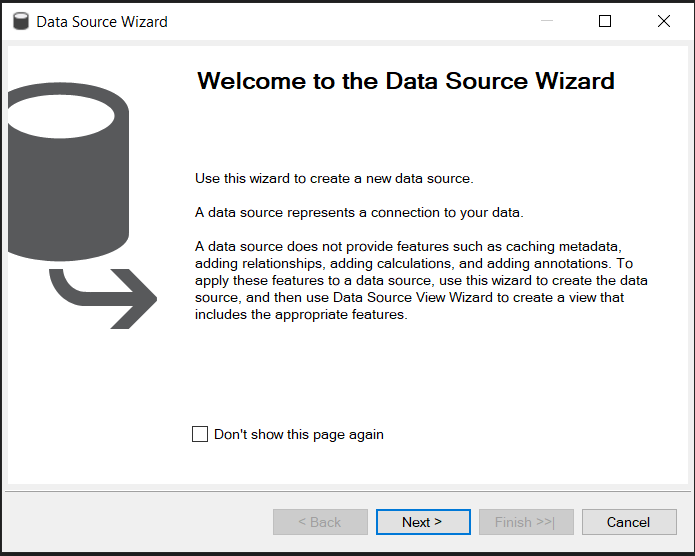 Data Source Wizard
Welcome to the Data Source Wizard
Use this wizard to create a new data source.
A data source represents a connection to your data.
A data source does not provide features such as caching metadata,
adding relationships, adding calculations, and adding annotations. To
apply these features to a data source, use this wizard to create the data
source, and then use Data Source View Wizard to create a view that
includes the appropriate features.
Don't show this page again
< Back
Next >
Finish >>|
Cancel